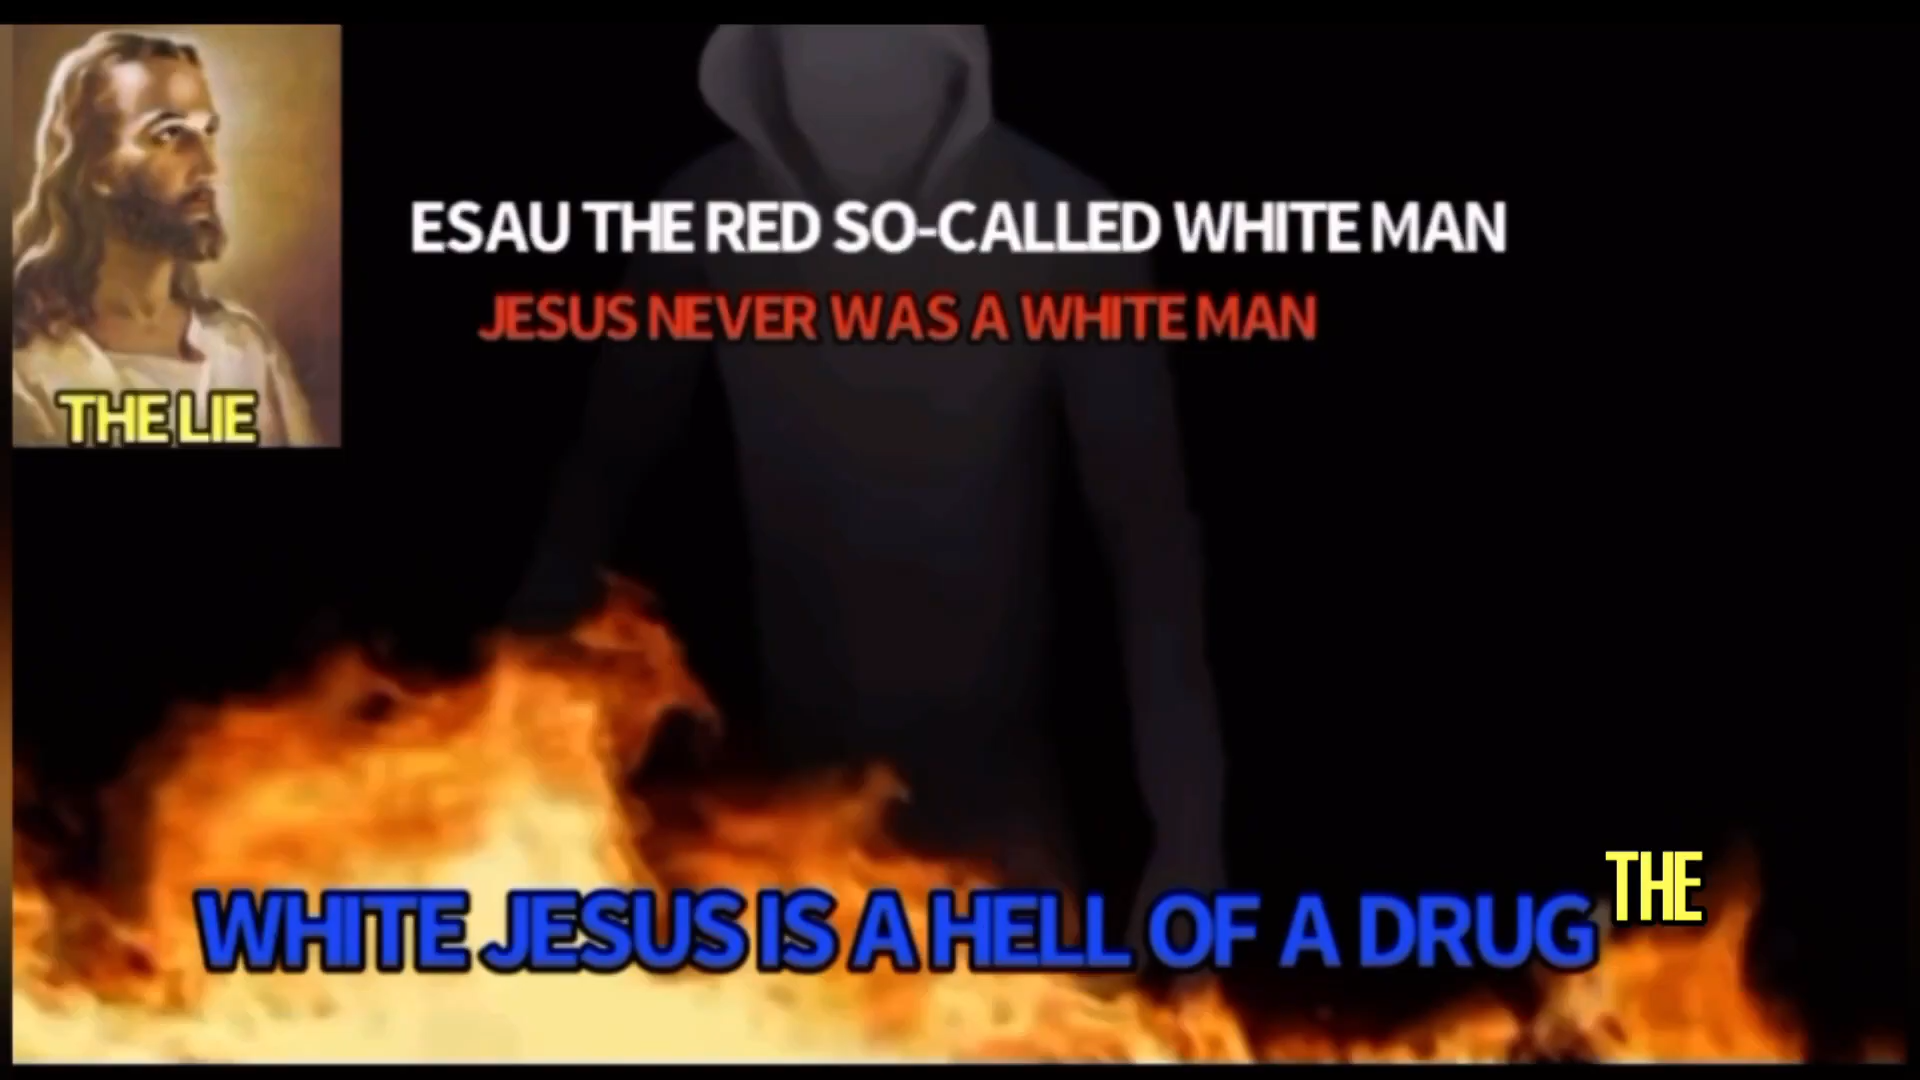 ESAU THE RED SO-CALLED WHITE MAN
JESUS NEVER WAS A WHITE MAN
THE LIE
WHITE JESUS IS A HELL OF A DRUG
THE